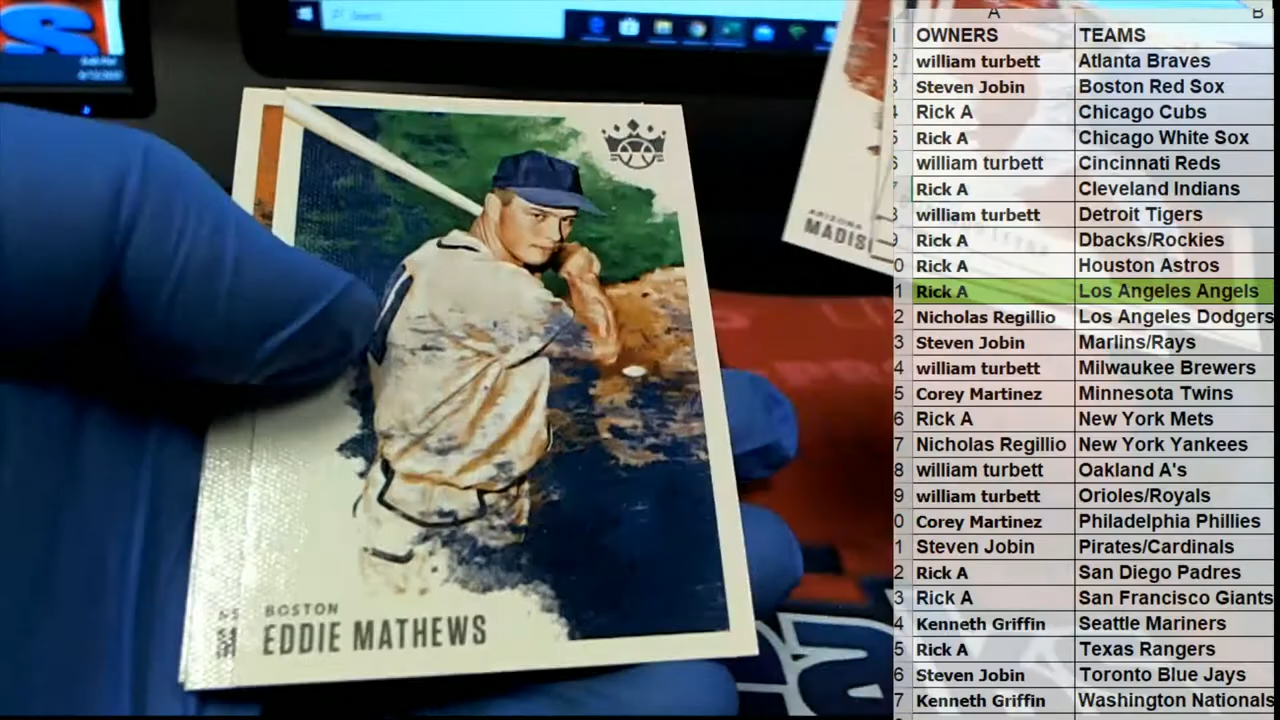 Search
BOSTON
EDDIE MATHEWS
ARIZONA
MADIS
A B
OWNERS TEAMS
william turbett Atlanta Braves
Steven Jobin Boston Red Sox
Rick A Chicago Cubs
Rick A Chicago White Sox
william turbett Cincinnati Reds
Rick A Cleveland Indians
william turbett Detroit Tigers
Rick A Dbacks/Rockies
Rick A Houston Astros
Rick A Los Angeles Angels
Nicholas Regillio Los Angeles Dodgers
Steven Jobin Marlins/Rays
william turbett Milwaukee Brewers
Corey Martinez Minnesota Twins
Rick A New York Mets
Nicholas Regillio New York Yankees
william turbett Oakland A's
william turbett Orioles/Royals
Corey Martinez Philadelphia Phillies
Steven Jobin Pirates/Cardinals
Rick A San Diego Padres
Rick A San Francisco Giants
Kenneth Griffin Seattle Mariners
Rick A Texas Rangers
Steven Jobin Toronto Blue Jays
Kenneth Griffin Washington Nationals